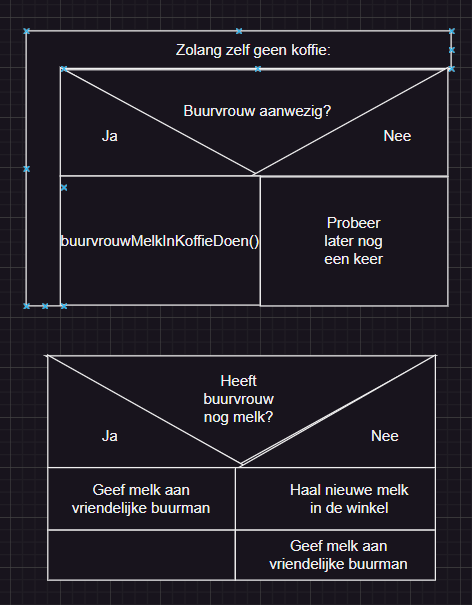 Zolang zelf geen koffie:
Buurvrouw aanwezig?
Ja
Nee
buurvrouwMelkInKoffieDoen()
Probeer
later nog
een keer
Heeft
buurvrouw
nog melk?
Ja
Nee
Geef melk aan
vriendelijke buurman
Haal nieuwe melk
in de winkel
Geef melk aan
vriendelijke buurman